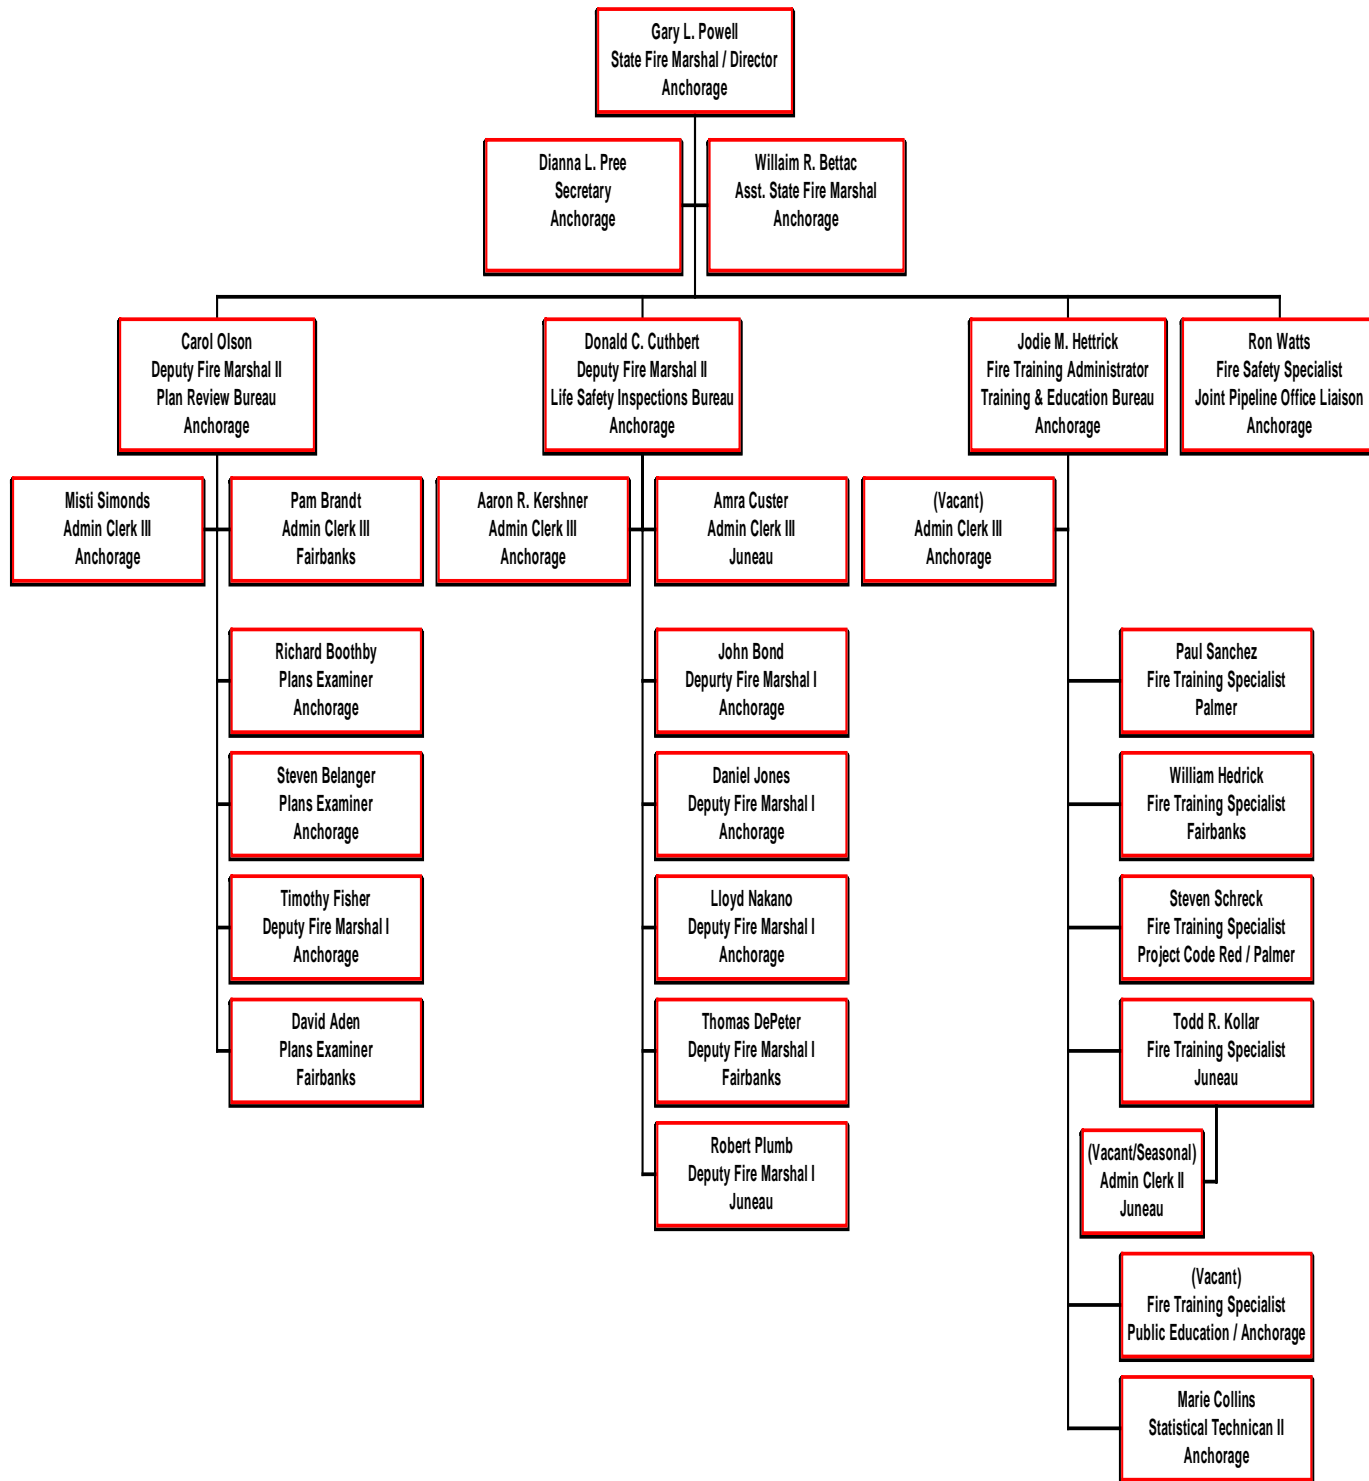 Gary L. Powell
State Fire Marshal / Director
Anchorage
Dianna L. Pree
Secretary
Anchorage
Willaim R. Bettac
Asst. State Fire Marshal
Anchorage
Carol Olson
Deputy Fire Marshal II
Plan Review Bureau
Anchorage
Donald C. Cuthbert
Deputy Fire Marshal II
Life Safety Inspections Bureau
Anchorage
Jodie M. Hettrick
Fire Training Administrator
Training & Education Bureau
Anchorage
Ron Watts
Fire Safety Specialist
Joint Pipeline Office Liaison
Anchorage
Misti Simonds
Admin Clerk III
Anchorage
Pam Brandt
Admin Clerk III
Fairbanks
Aaron R. Kershner
Admin Clerk III
Anchorage
Amra Custer
Admin Clerk III
Juneau
(Vacant)
Admin Clerk III
Anchorage
Richard Boothby
Plans Examiner
Anchorage
John Bond
Depurty Fire Marshal I
Anchorage
Paul Sanchez
Fire Training Specialist
Palmer
Steven Belanger
Plans Examiner
Anchorage
Daniel Jones
Deputy Fire Marshal I
Anchorage
William Hedrick
Fire Training Specialist
Fairbanks
Timothy Fisher
Deputy Fire Marshal I
Anchorage
Lloyd Nakano
Deputy Fire Marshal I
Anchorage
Steven Schreck
Fire Training Specialist
Project Code Red / Palmer
David Aden
Plans Examiner
Fairbanks
Thomas DePeter
Deputy Fire Marshal I
Fairbanks
Todd R. Kollar
Fire Training Specialist
Juneau
Robert Plumb
Deputy Fire Marshal I
Juneau
(Vacant/Seasonal)
Admin Clerk II
Juneau
(Vacant)
Fire Training Specialist
Public Education / Anchorage
Marie Collins
Statistical Technican II
Anchorage